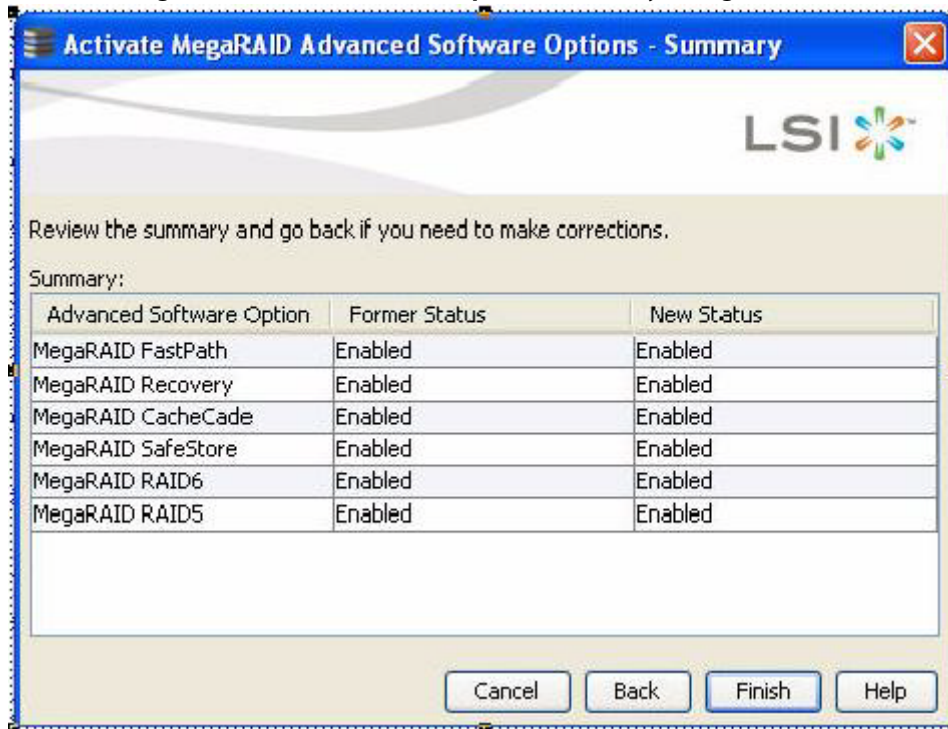 Activate MegaRAID Advanced Software Options - Summary
LSI
Review the summary and go back if you need to make corrections.
Summary:
Advanced Software Option Former Status New Status
MegaRAID FastPath Enabled Enabled
MegaRAID Recovery Enabled Enabled
MegaRAID CacheCade Enabled Enabled
MegaRAID SafeStore Enabled Enabled
MegaRAID RAID6 Enabled Enabled
MegaRAID RAID5 Enabled Enabled
Cancel Back Finish Help